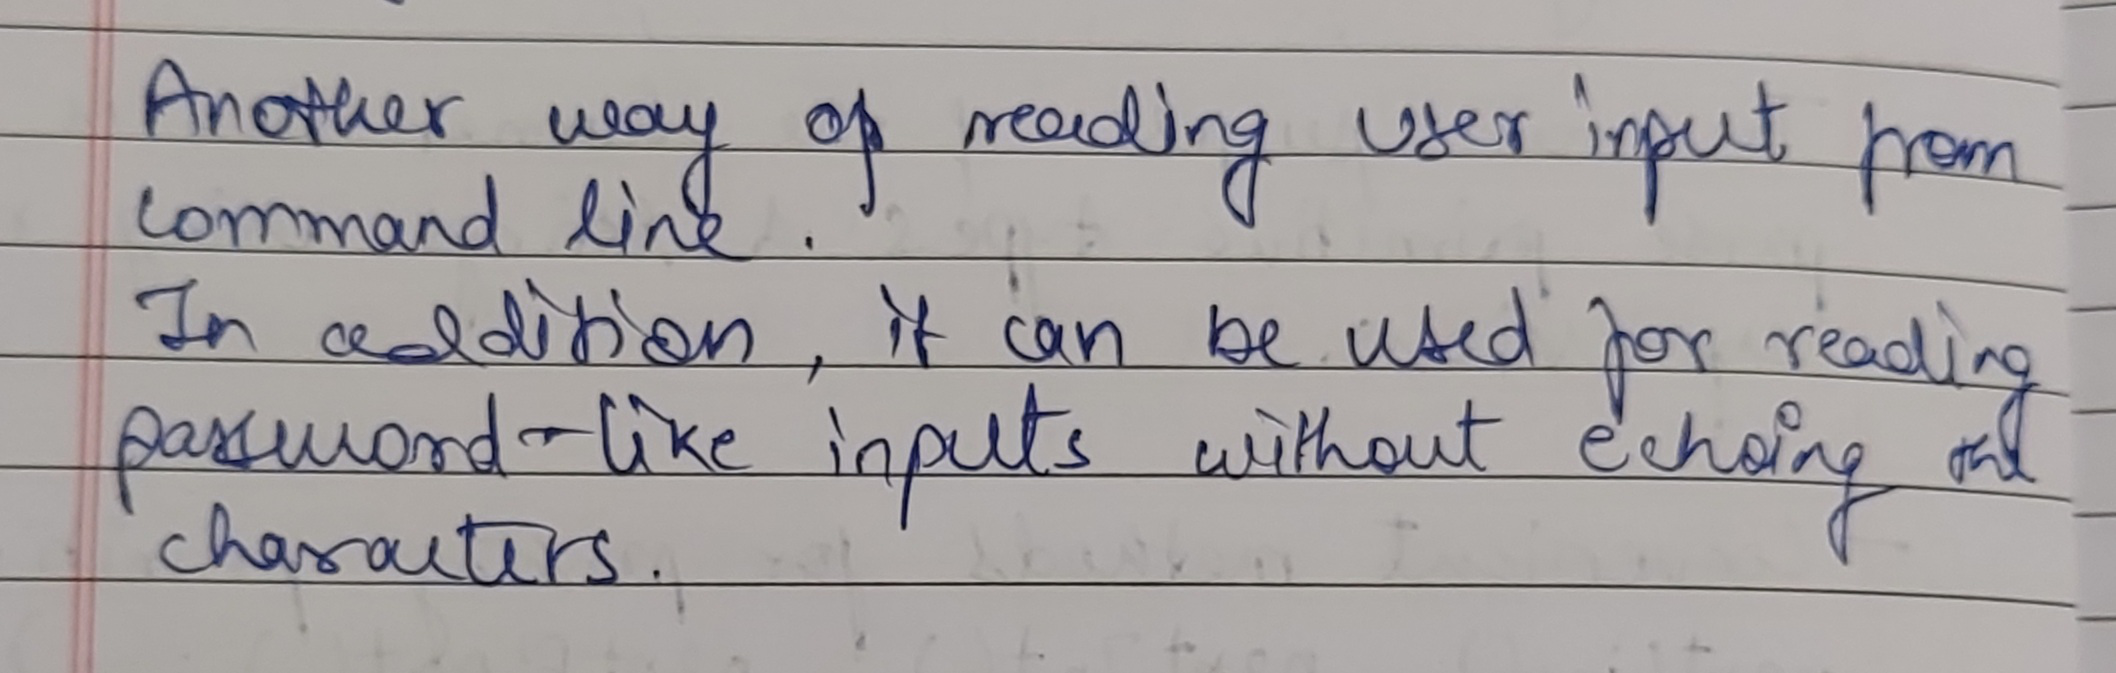 Another way of reading user input from
command line.
In addition, it can be used for reading
password-like inputs without echoing the
characters.